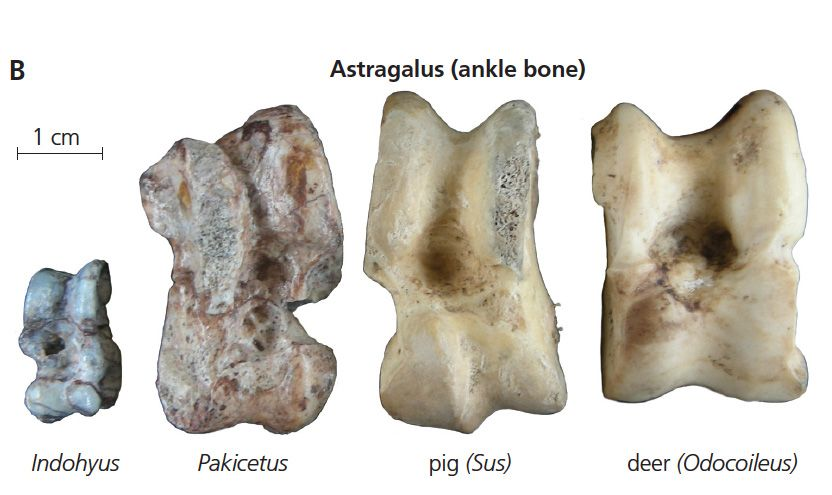 B
Astragalus (ankle bone)
1 cm
Indohyus
Pakicetus
pig (Sus)
deer (Odocoileus)